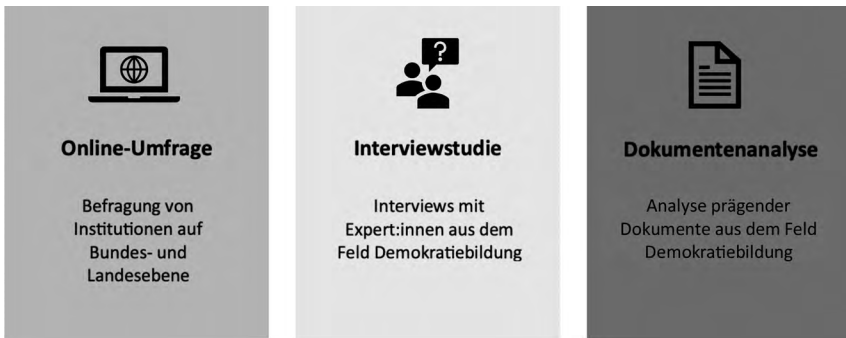 ?
Online-Umfrage
Befragung von
Institutionen auf
Bundes- und
Landesebene
Interviewstudie
Interviews mit
Expert:innen aus dem
Feld Demokratiebildung
Dokumentenanalyse
Analyse prägender
Dokumente aus dem Feld
Demokratiebildung